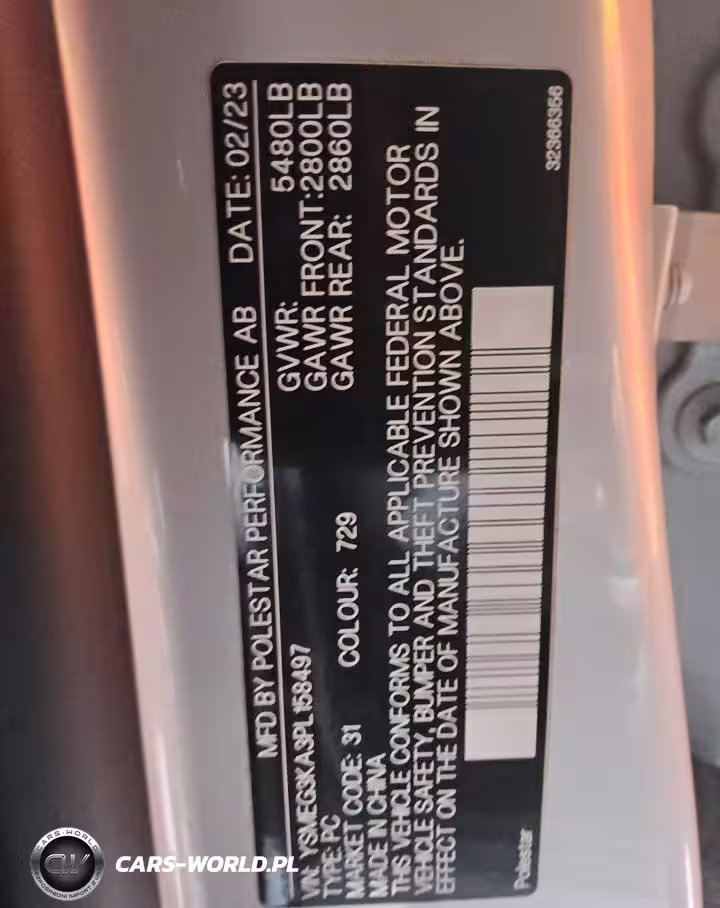 MFD BY POLESTAR PERFORMANCE AB DATE: 02/23
GVWR: 5480LB
GAWR FRONT:2800LB
GAWR REAR: 2860LB
VIN: YSMEG3KA3PL158497
TYPE: PC
MARKET CODE: 31 COLOUR: 729
MADE IN CHINA
THIS VEHICLE CONFORMS TO ALL APPLICABLE FEDERAL MOTOR
VEHICLE SAFETY, BUMPER AND THEFT PREVENTION STANDARDS IN
EFFECT ON THE DATE OF MANUFACTURE SHOWN ABOVE.
Polestar 32366356
CW
CARS-WORLD.PL